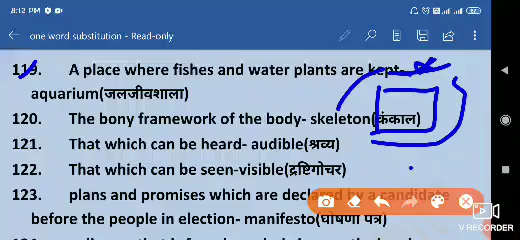 8:12 PM
67
one word substitution - Read-only
119. A place where fishes and water plants are kept-
aquarium(जलजीवशाला)
120. The bony framework of the body- skeleton(कंकाल)
121. That which can be heard- audible(श्रव्य)
122. That which can be seen-visible(द्रष्टिगोचर)
123. plans and promises which are declared by a candidate
before the people in election- manifesto(घोषणा पत्र)
V RECORDER